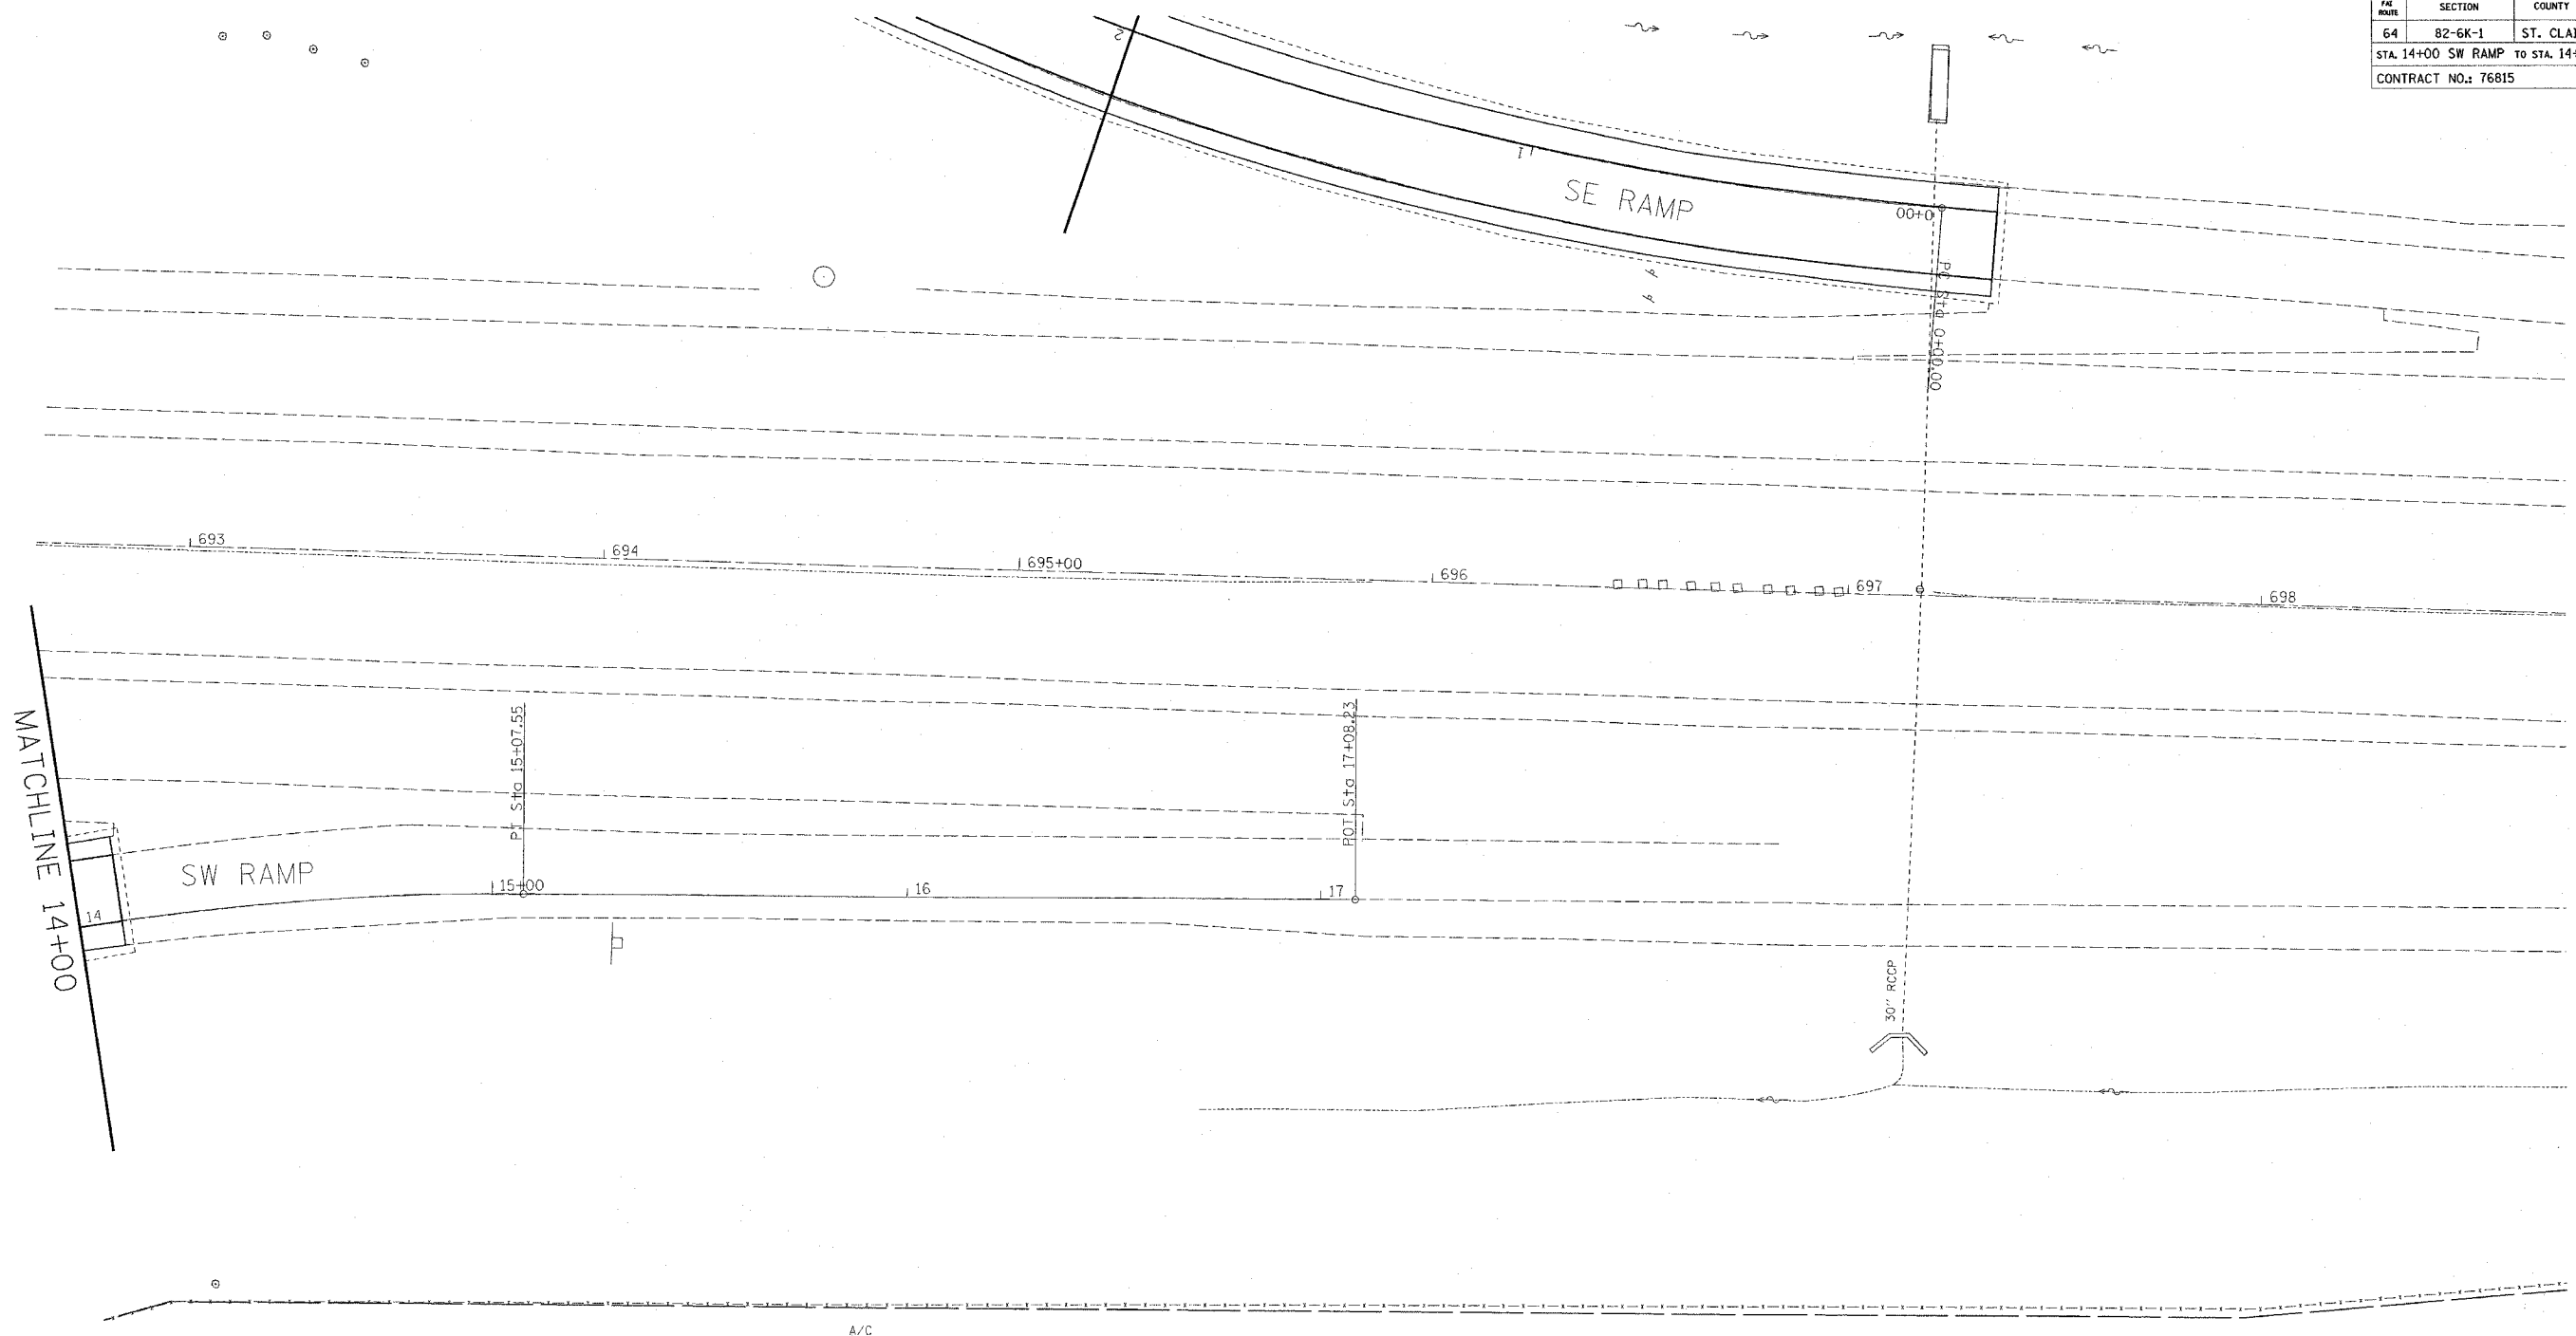 FAI ROUTE SECTION COUNTY
64 82-6K-1 ST. CLAI
STA. 14+00 SW RAMP TO STA. 14+
CONTRACT NO.: 76815
2
1
SE RAMP
0+00
PC Sta 0+00.00
693
694
695+00
696
697
698
MATCHLINE 14+00
PT Sta 15+07.55
POT Sta 17+08.23
SW RAMP
14
15+00
16
17
30" RCCP
A/C